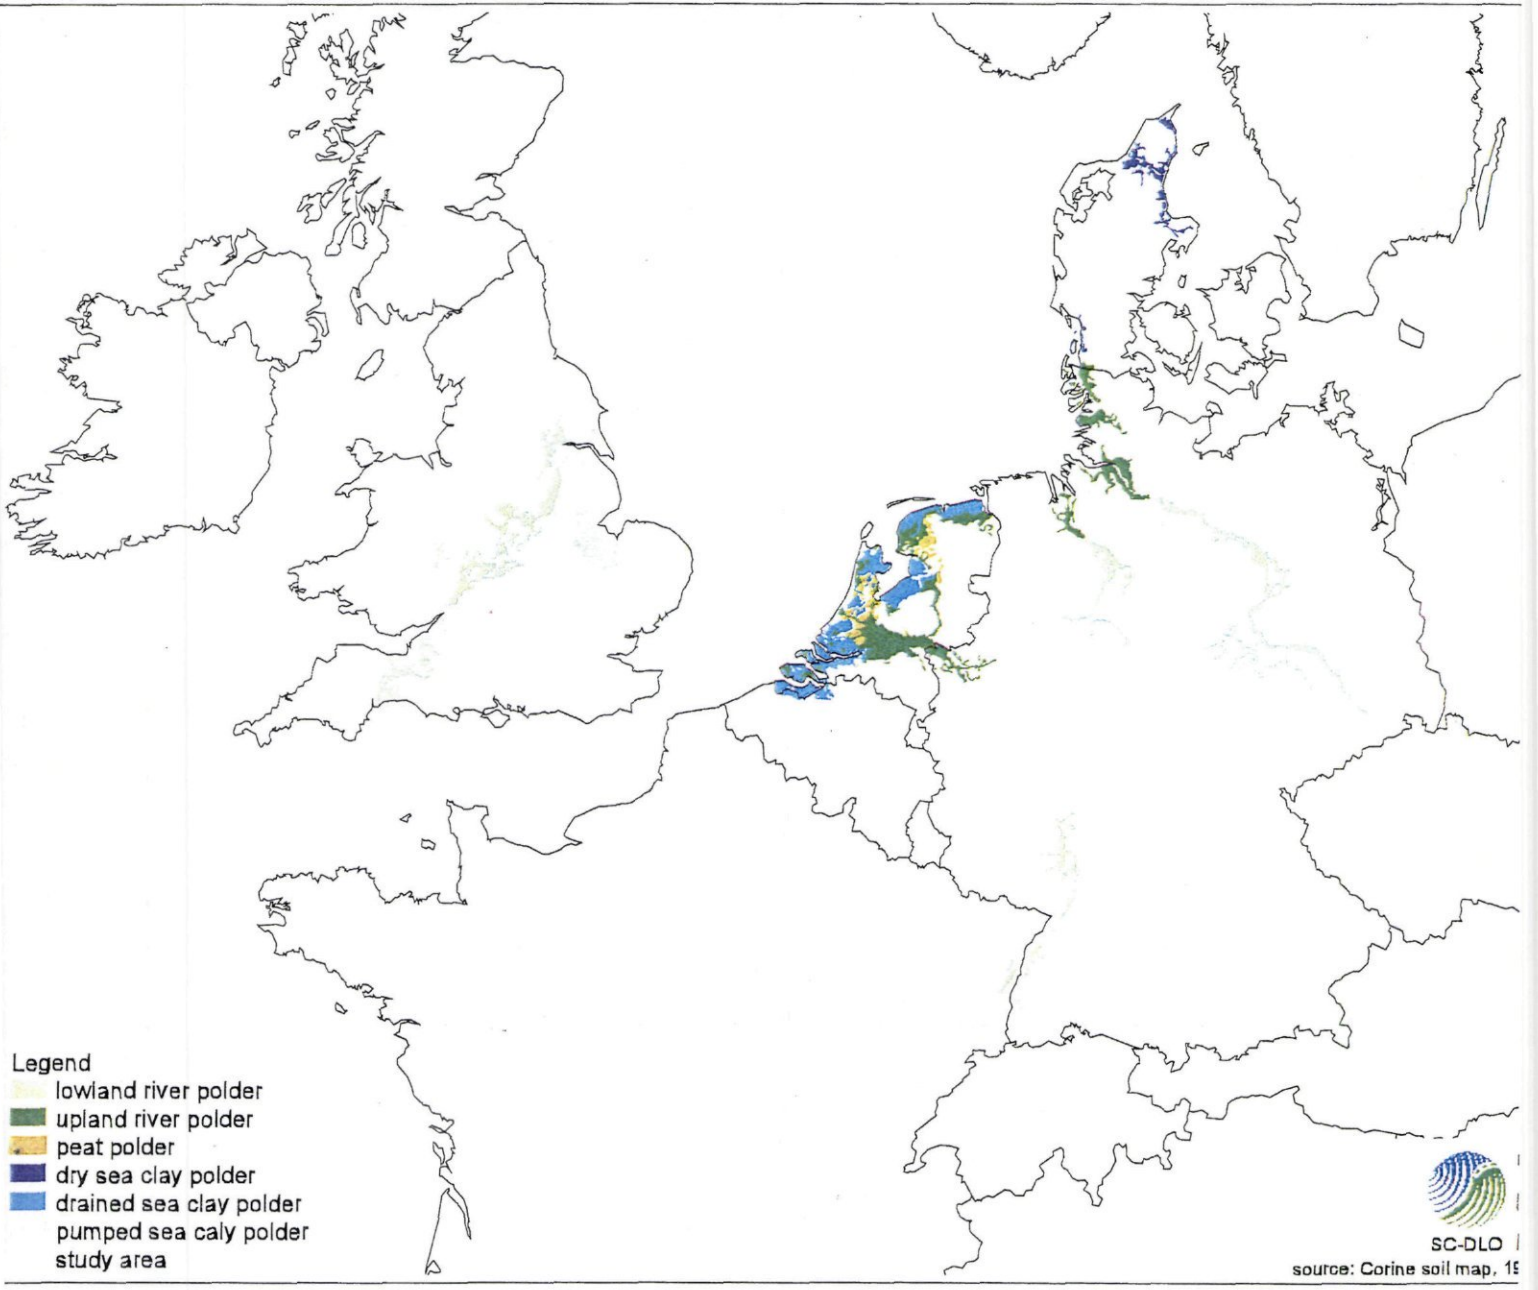 Legend
lowland river polder
upland river polder
peat polder
dry sea clay polder
drained sea clay polder
pumped sea caly polder
study area
SC-DLO
source: Corine soil map, 19